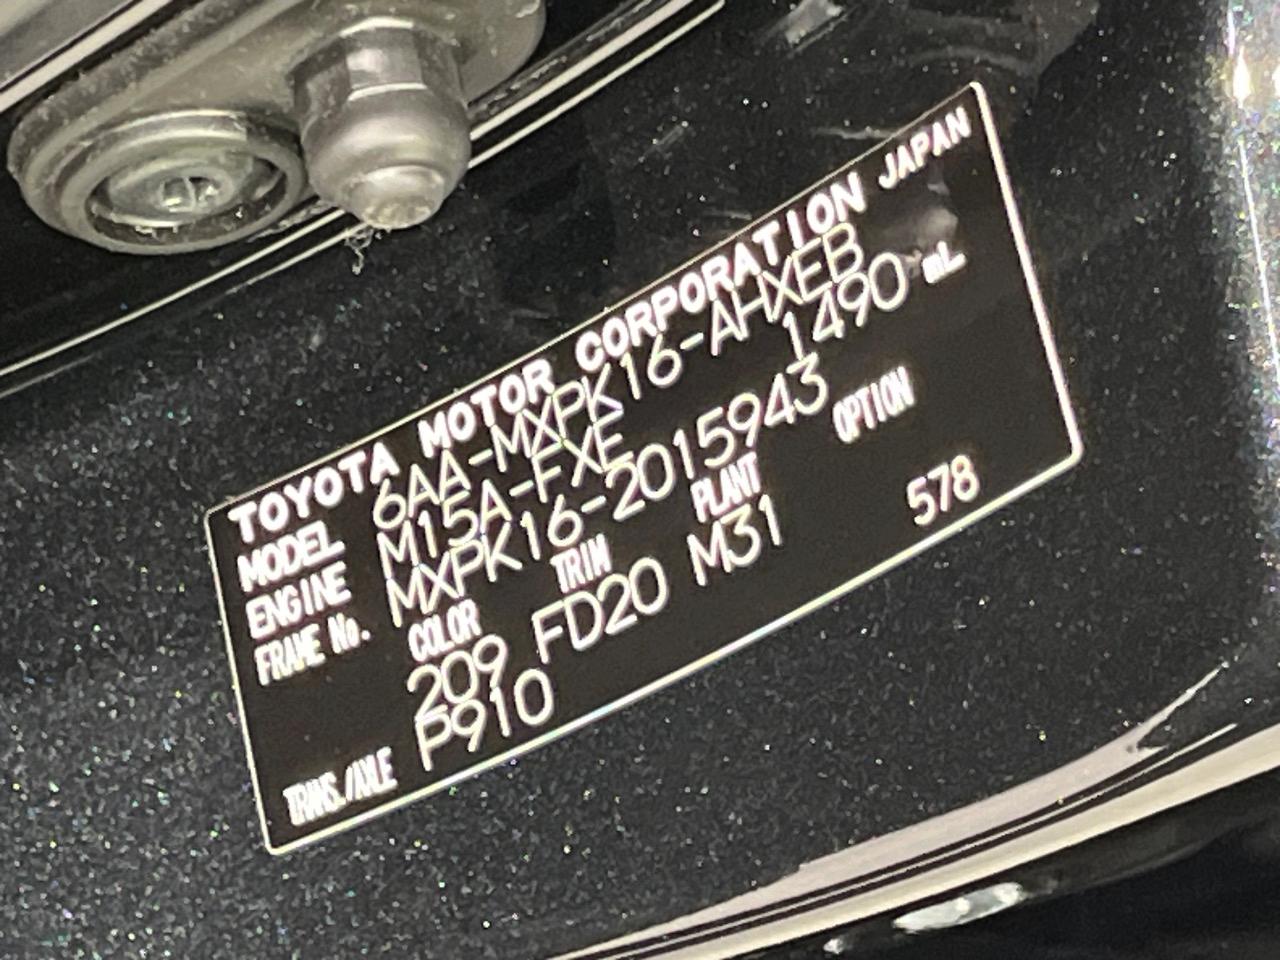 TOYOTA MOTOR CORPORATION JAPAN
MODEL 6AA-MXPK16-AHXEB
ENGINE M15A-FXE 1490 mL
FRAME No. MXPK16-2015943
COLOR TRIM PLANT OPTION
209 FD20 M31 578
TRANS./AXLE P910